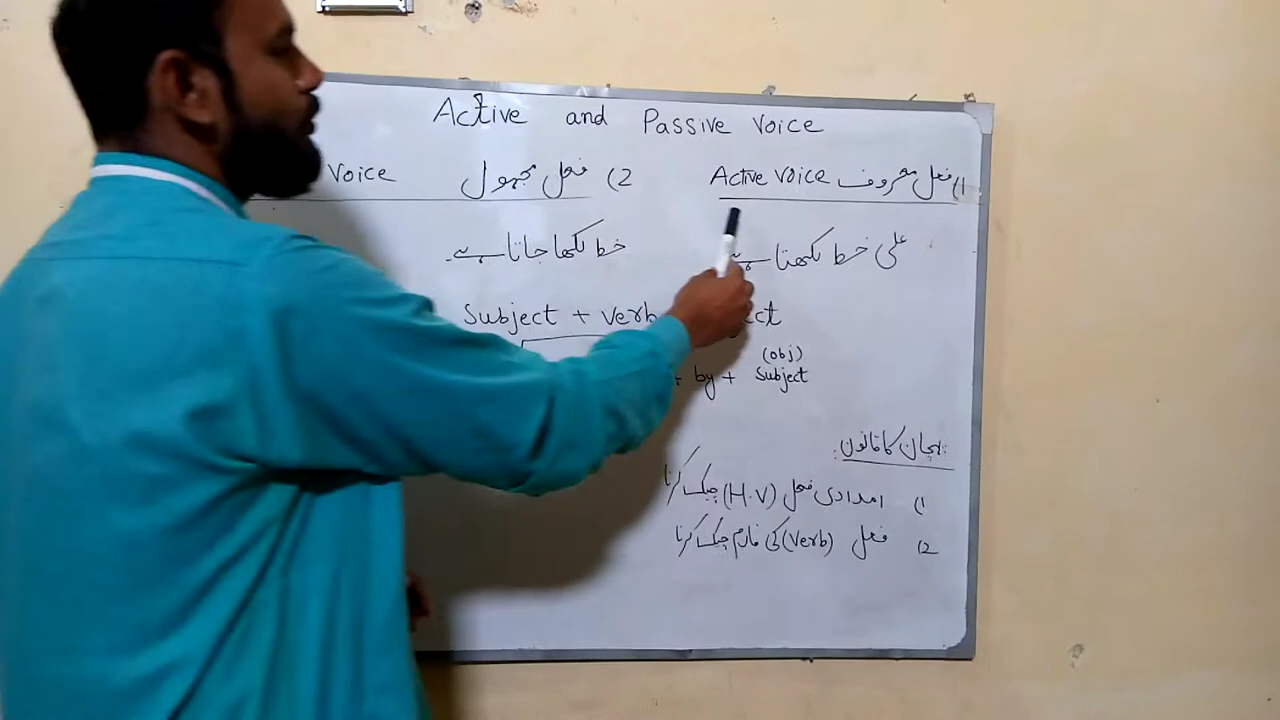 Active and Passive Voice
1) فعل معروف Active voice
2) فعل مجہول Voice
علی خط لکھتا ہے
خط لکھا جاتا ہے۔
Subject + Verb ect
(obj)
+ by + Subject
پہچان کا قانون:
1) امدادی فعل (H.V) چیک کرنا
2) فعل (Verb) کی فارم چیک کرنا